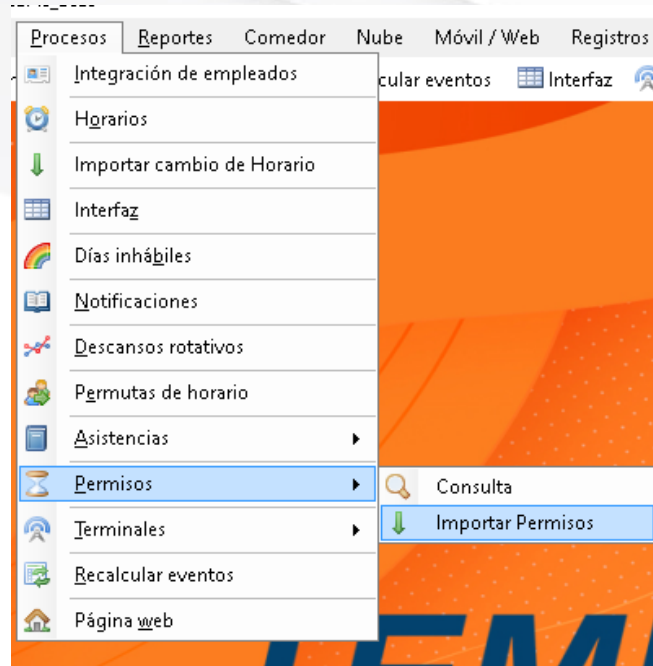 Procesos Reportes Comedor Nube Móvil / Web Registros
Integración de empleados
cular eventos Interfaz
Horarios
Importar cambio de Horario
Interfaz
Días inhábiles
Notificaciones
Descansos rotativos
Permutas de horario
Asistencias
Permisos
Consulta
Importar Permisos
Terminales
Recalcular eventos
Página web